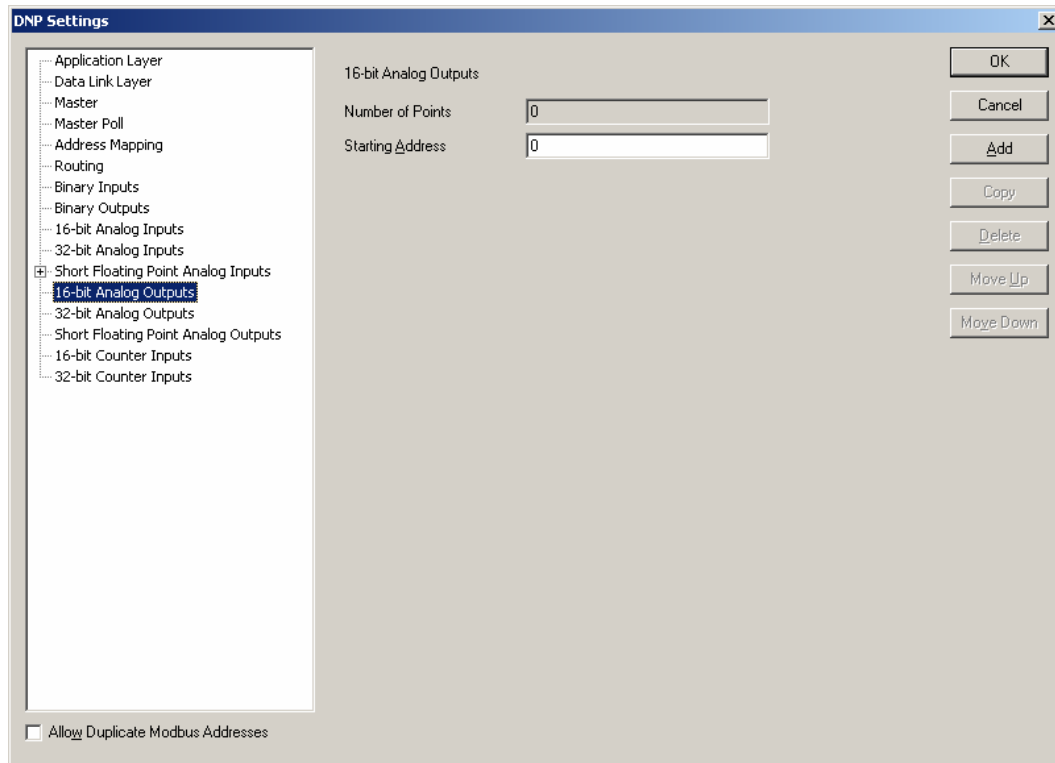 DNP Settings
Application Layer
Data Link Layer
Master
Master Poll
Address Mapping
Routing
Binary Inputs
Binary Outputs
16-bit Analog Inputs
32-bit Analog Inputs
Short Floating Point Analog Inputs
16-bit Analog Outputs
32-bit Analog Outputs
Short Floating Point Analog Outputs
16-bit Counter Inputs
32-bit Counter Inputs
Allow Duplicate Modbus Addresses
16-bit Analog Outputs
Number of Points 0
Starting Address 0
OK
Cancel
Add
Copy
Delete
Move Up
Move Down